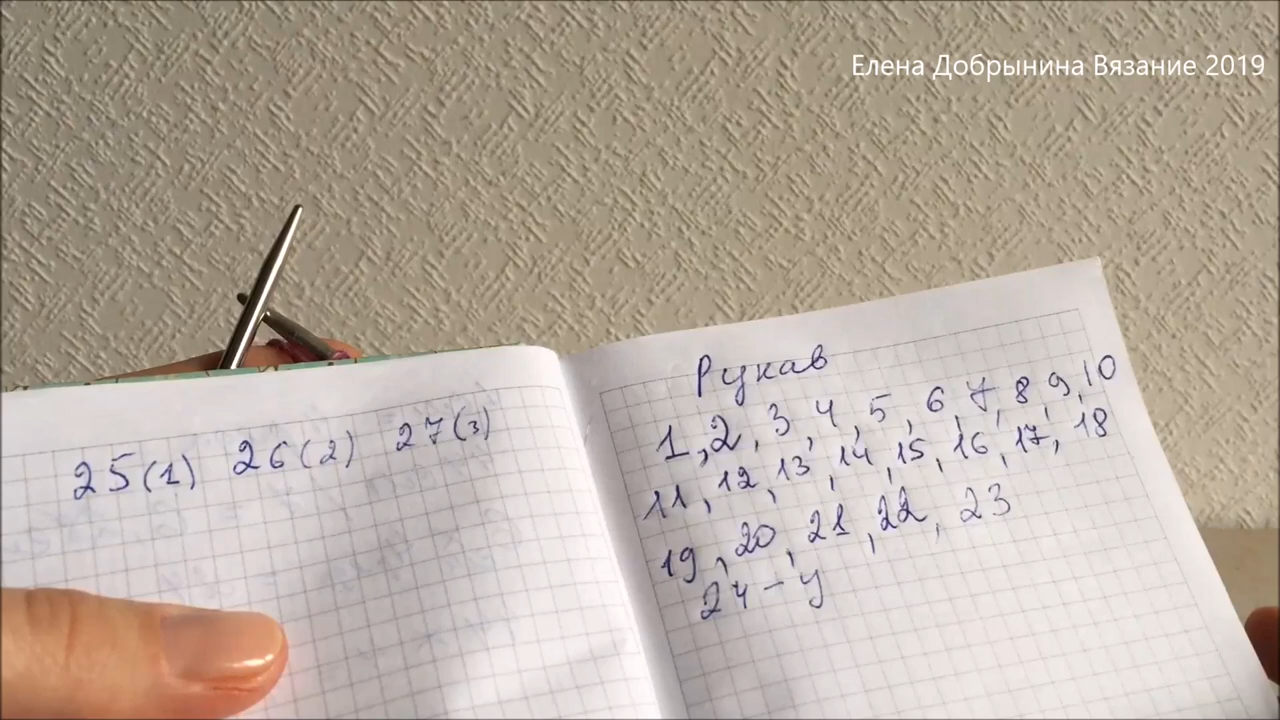 Елена Добрынина Вязание 2019
25(1) 26(2) 27(3)
Рукав
1,2,3,4,5,6,7,8,9,10
11,12,13,14,15,16,17,18
19,20,21,22,23
24-у